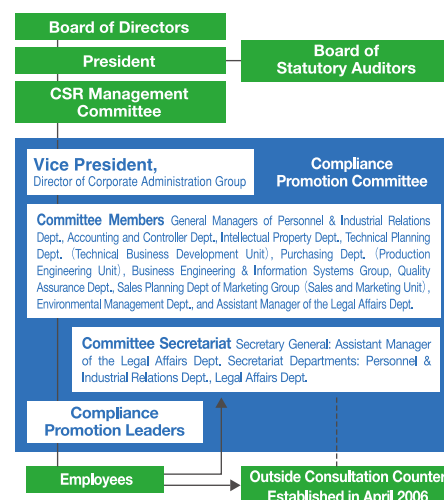 Board of Directors
President
Board of
Statutory Auditors
CSR Management
Committee
Vice President,
Director of Corporate Administration Group
Compliance
Promotion Committee
Committee Members General Managers of Personnel & Industrial Relations
Dept., Accounting and Controller Dept., Intellectual Property Dept., Technical Planning
Dept. (Technical Business Development Unit), Purchasing Dept. (Production
Engineering Unit), Business Engineering & Information Systems Group, Quality
Assurance Dept., Sales Planning Dept of Marketing Group (Sales and Marketing Unit),
Environmental Management Dept., and Assistant Manager of the Legal Affairs Dept.
Committee Secretariat Secretary General: Assistant Manager
of the Legal Affairs Dept. Secretariat Departments: Personnel &
Industrial Relations Dept., Legal Affairs Dept.
Compliance
Promotion Leaders
Employees
Outside Consultation Counter
Established in April 2006